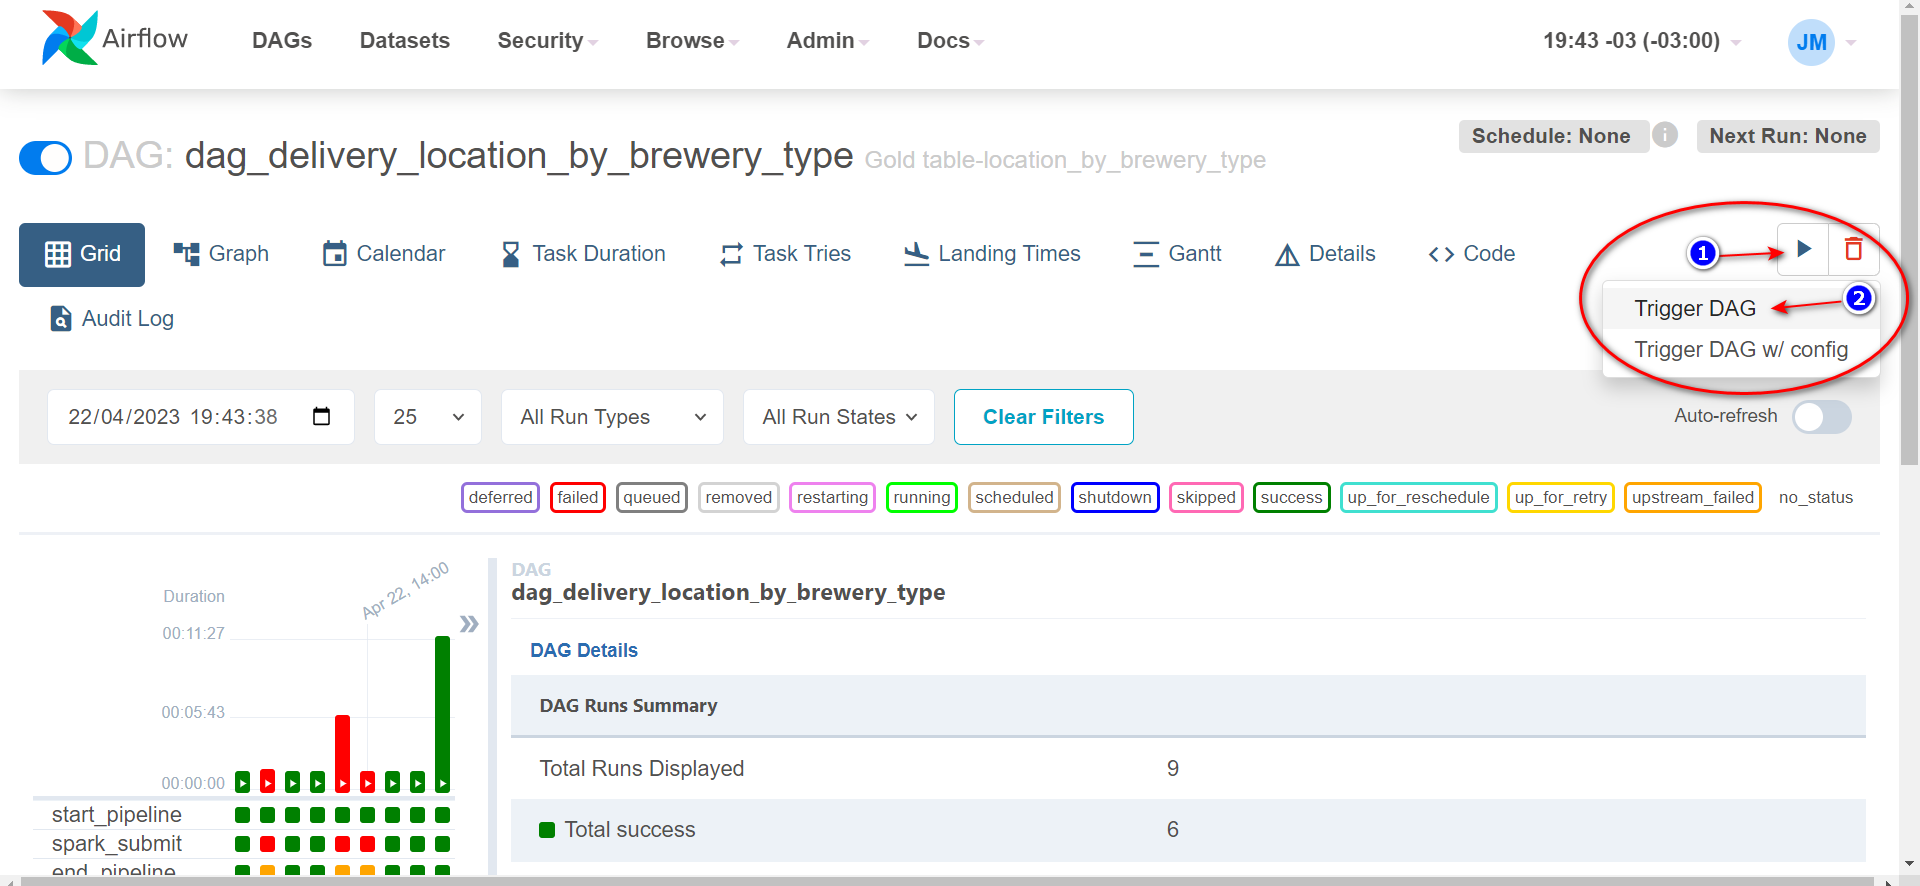 Airflow DAGs Datasets Security Browse Admin Docs 19:43 -03 (-03:00) JM
Schedule: None i Next Run: None
DAG: dag_delivery_location_by_brewery_type Gold table-location_by_brewery_type
Grid Graph Calendar Task Duration Task Tries Landing Times Gantt Details Code 1
Audit Log
Trigger DAG 2
Trigger DAG w/ config
22/04/2023 19:43:38 25 All Run Types All Run States Clear Filters Auto-refresh
deferred failed queued removed restarting running scheduled shutdown skipped success up_for_reschedule up_for_retry upstream_failed no_status
Duration
Apr 22, 14:00
00:11:27
00:05:43
00:00:00
start_pipeline
spark_submit
end_pipeline
DAG
dag_delivery_location_by_brewery_type
DAG Details
DAG Runs Summary
Total Runs Displayed 9
Total success 6